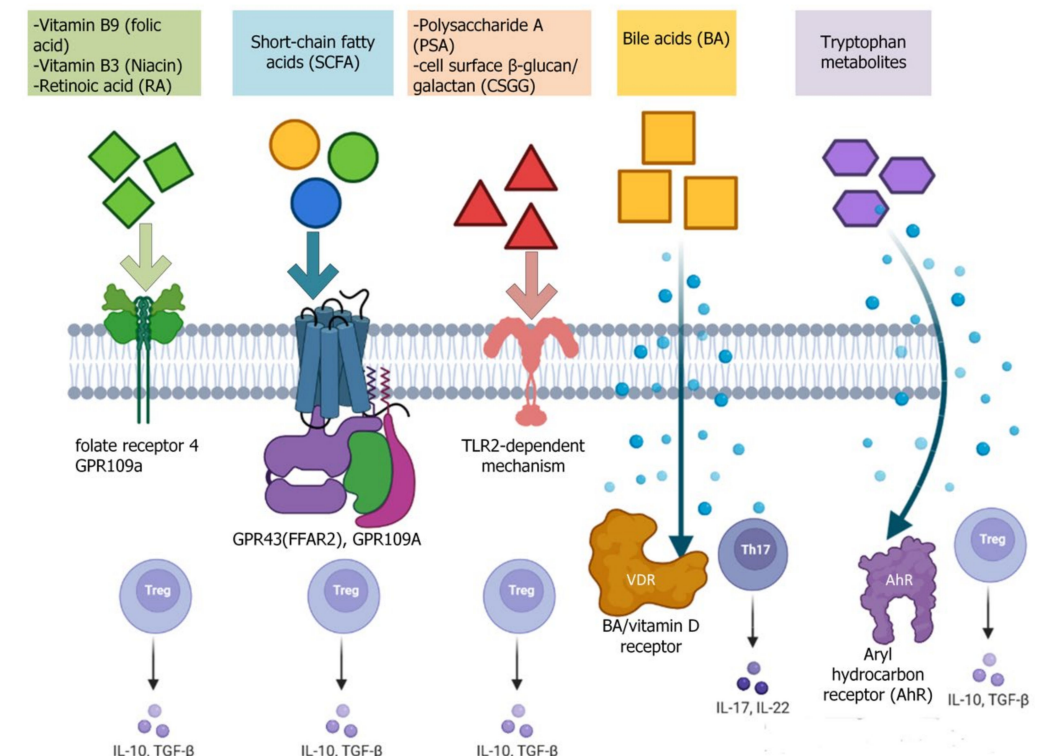 -Vitamin B9 (folic
acid)
-Vitamin B3 (Niacin)
-Retinoic acid (RA)
Short-chain fatty
acids (SCFA)
-Polysaccharide A
(PSA)
-cell surface β-glucan/
galactan (CSGG)
Bile acids (BA)
Tryptophan
metabolites
folate receptor 4
GPR109a
GPR43(FFAR2), GPR109A
TLR2-dependent
mechanism
VDR
BA/vitamin D
receptor
Th17
IL-17, IL-22
AhR
Aryl
hydrocarbon
receptor (AhR)
Treg
IL-10, TGF-β
Treg
IL-10, TGF-β
Treg
IL-10, TGF-β
Treg
IL-10, TGF-β